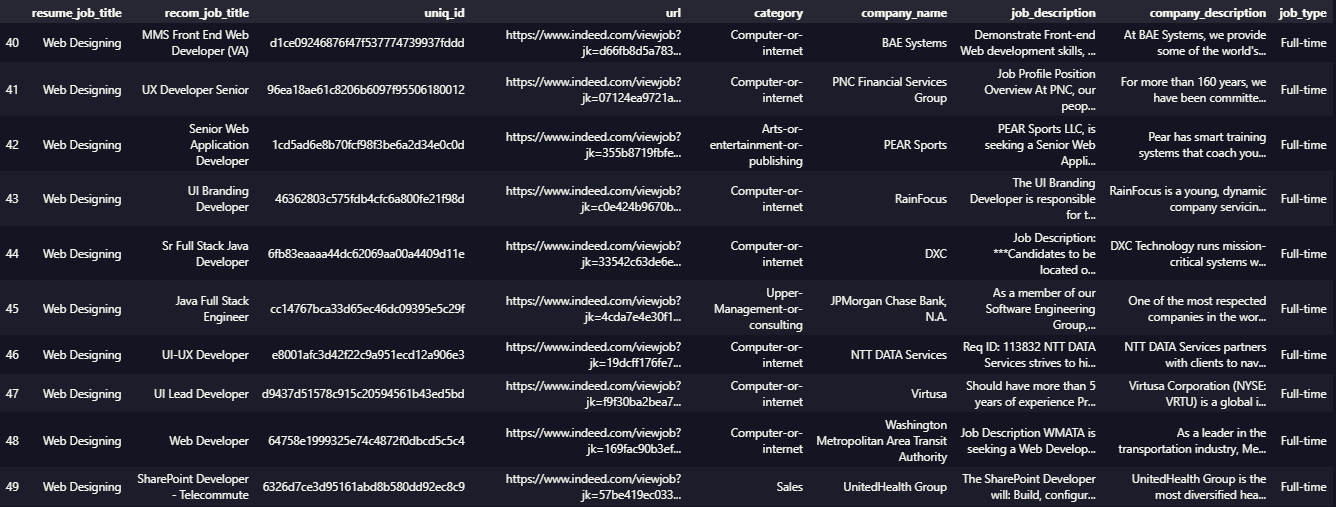 resume_job_title recom_job_title uniq_id url category company_name job_description company_description job_type
40 Web Designing MMS Front End Web Developer (VA) d1ce09246876f47f537774739937fddd https://www.indeed.com/viewjob?jk=d66fb8d5a783... Computer-or-internet BAE Systems Demonstrate Front-end Web development skills, ... At BAE Systems, we provide some of the world's... Full-time
41 Web Designing UX Developer Senior 96ea18ae61c8206b6097f95506180012 https://www.indeed.com/viewjob?jk=07124ea9721a... Computer-or-internet PNC Financial Services Group Job Profile Position Overview At PNC, our peop... For more than 160 years, we have been committe... Full-time
42 Web Designing Senior Web Application Developer 1cd5ad6e8b70fcf98f3be6a2d34e0c0d https://www.indeed.com/viewjob?jk=355b8719fbfe... Arts-or-entertainment-or-publishing PEAR Sports PEAR Sports LLC, is seeking a Senior Web Appli... Pear has smart training systems that coach you... Full-time
43 Web Designing UI Branding Developer 46362803c575fdb4cfc6a800fe21f98d https://www.indeed.com/viewjob?jk=c0e424b9670b... Computer-or-internet RainFocus The UI Branding Developer is responsible for t... RainFocus is a young, dynamic company servicin... Full-time
44 Web Designing Sr Full Stack Java Developer 6fb83eaaaa44dc62069aa00a4409d11e https://www.indeed.com/viewjob?jk=33542c63de6e... Computer-or-internet DXC Job Description: ***Candidates to be located o... DXC Technology runs mission-critical systems w... Full-time
45 Web Designing Java Full Stack Engineer cc14767bca33d65ec46dc09395e5c29f https://www.indeed.com/viewjob?jk=4cda7e4e30f1... Upper-Management-or-consulting JPMorgan Chase Bank, N.A. As a member of our Software Engineering Group,... One of the most respected companies in the wor... Full-time
46 Web Designing UI-UX Developer e8001afc3d42f22c9a951ecd12a906e3 https://www.indeed.com/viewjob?jk=19dcff176fe7... Computer-or-internet NTT DATA Services Req ID: 113832 NTT DATA Services strives to hi... NTT DATA Services partners with clients to nav... Full-time
47 Web Designing UI Lead Developer d9437d51578c915c20594561b43ed5bd https://www.indeed.com/viewjob?jk=f9f30ba2bea7... Computer-or-internet Virtusa Should have more than 5 years of experience Pr... Virtusa Corporation (NYSE: VRTU) is a global i... Full-time
48 Web Designing Web Developer 64758e1999325e74c4872f0dbcd5c5c4 https://www.indeed.com/viewjob?jk=169fac90b3ef... Computer-or-internet Washington Metropolitan Area Transit Authority Job Description WMATA is seeking a Web Develop... As a leader in the transportation industry, Me... Full-time
49 Web Designing SharePoint Developer - Telecommute 6326d7ce3d95161abd8b580dd92ec8c9 https://www.indeed.com/viewjob?jk=57be419ec033... Sales UnitedHealth Group The SharePoint Developer will: Build, configur... UnitedHealth Group is the most diversified hea... Full-time